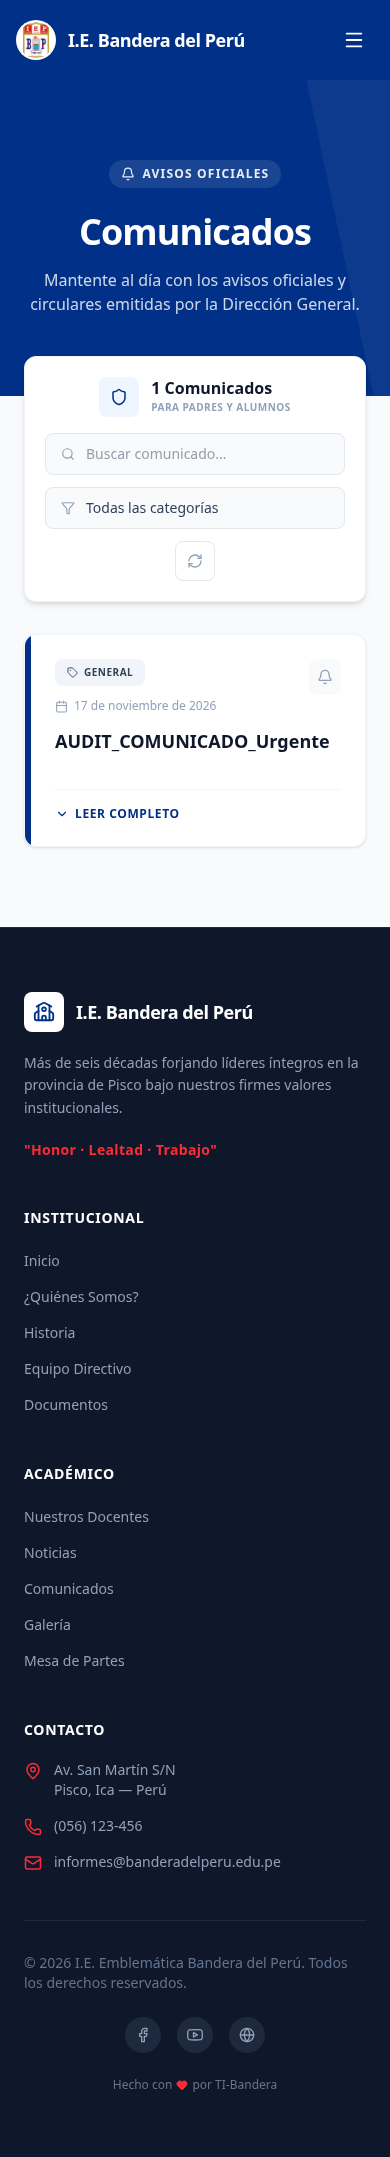 I.E. Bandera del Perú
AVISOS OFICIALES
Comunicados
Mantente al día con los avisos oficiales y
circulares emitidas por la Dirección General.
1 Comunicados
PARA PADRES Y ALUMNOS
Buscar comunicado...
Todas las categorías
GENERAL
17 de noviembre de 2026
AUDIT_COMUNICADO_Urgente
LEER COMPLETO
I.E. Bandera del Perú
Más de seis décadas forjando líderes íntegros en la
provincia de Pisco bajo nuestros firmes valores
institucionales.
"Honor · Lealtad · Trabajo"
INSTITUCIONAL
Inicio
¿Quiénes Somos?
Historia
Equipo Directivo
Documentos
ACADÉMICO
Nuestros Docentes
Noticias
Comunicados
Galería
Mesa de Partes
CONTACTO
Av. San Martín S/N
Pisco, Ica — Perú
(056) 123-456
informes@banderadelperu.edu.pe
© 2026 I.E. Emblemática Bandera del Perú. Todos
los derechos reservados.
Hecho con ♥ por TI-Bandera